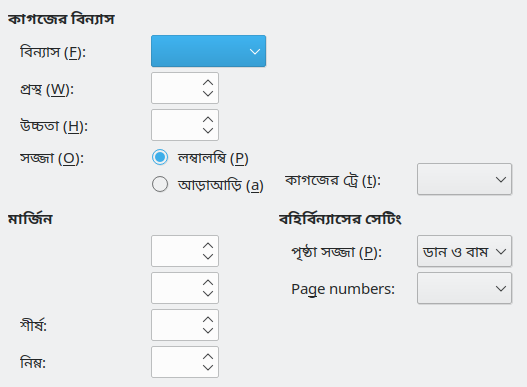 কাগজের বিন্যাস
বিন্যাস (F):
প্রস্থ (W):
উচ্চতা (H):
সজ্জা (O):
লম্বালম্বি (P)
আড়াআড়ি (a)
কাগজের ট্রে (t):
মার্জিন
বহির্বিন্যাসের সেটিং
পৃষ্ঠা সজ্জা (P):
ডান ও বাম
Page numbers:
শীর্ষ:
নিম্ন: